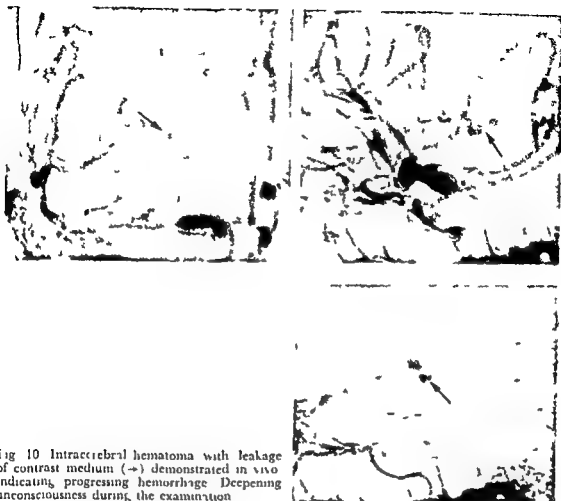 Fig 10 Intracerebral hematoma with leakage
of contrast medium (→) demonstrated in vivo
indicating progressing hemorrhage Deepening
unconsciousness during the examination